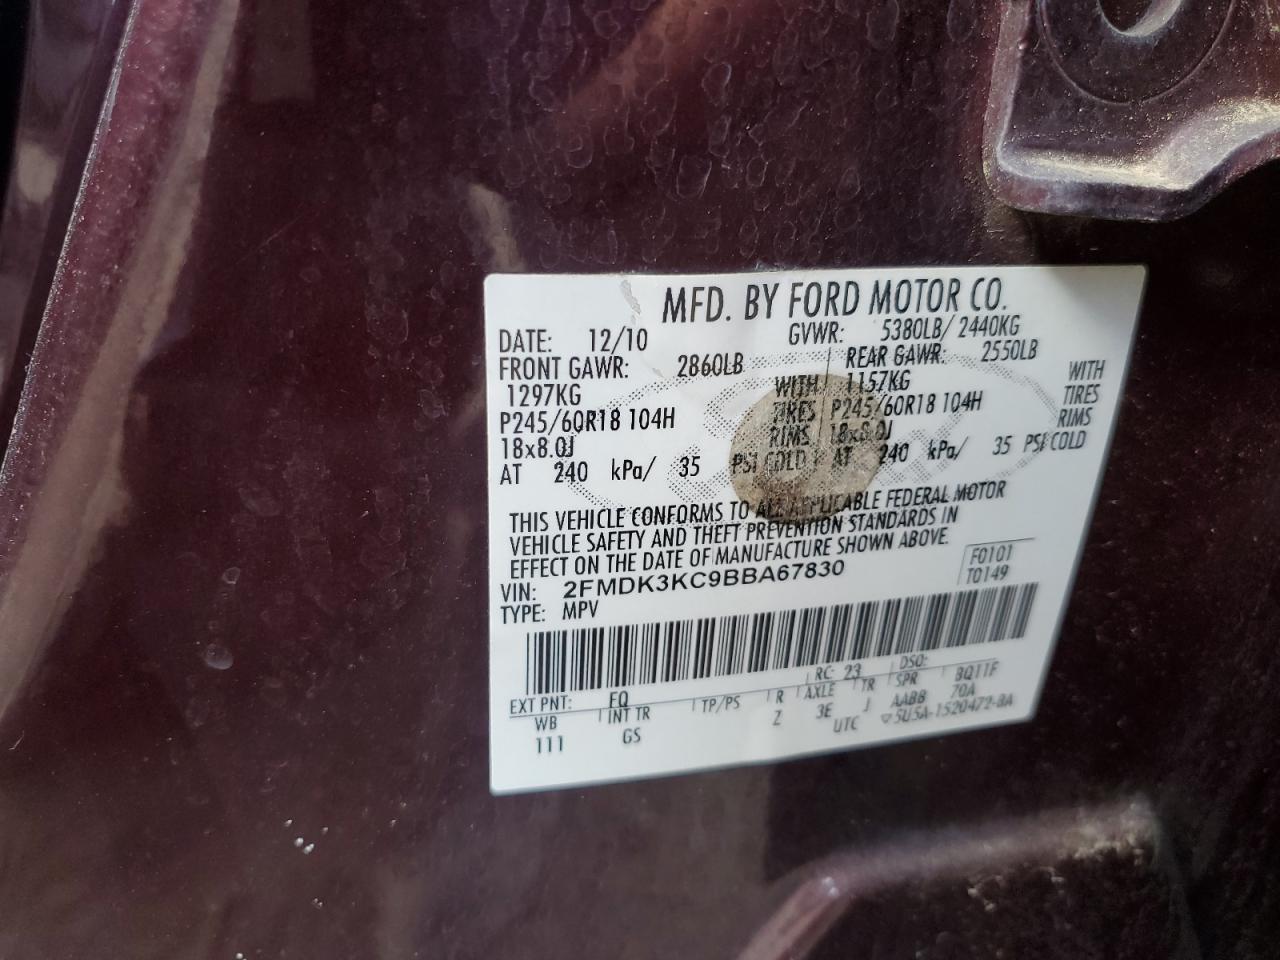 MFD. BY FORD MOTOR CO.
DATE: 12/10 GVWR: 5380LB/ 2440KG
FRONT GAWR: 2860LB REAR GAWR: 2550LB
1297KG WITH 1157KG WITH
P245/60R18 104H TIRES P245/60R18 104H TIRES
18x8.0J RIMS 18x8.0J RIMS
AT 240 kPa/ 35 PSI COLD AT 240 kPa/ 35 PSI COLD
THIS VEHICLE CONFORMS TO ALL APPLICABLE FEDERAL MOTOR
VEHICLE SAFETY AND THEFT PREVENTION STANDARDS IN
EFFECT ON THE DATE OF MANUFACTURE SHOWN ABOVE.
F0101
VIN: 2FMDK3KC9BBA67830 T0149
TYPE: MPV
EXT PNT: FQ RC: 23 DSO:
WB INT TR TP/PS R AXLE TR SPR BQ11F
111 GS Z 3E J AABB 70A
UTC 5U5A-1520472-BA